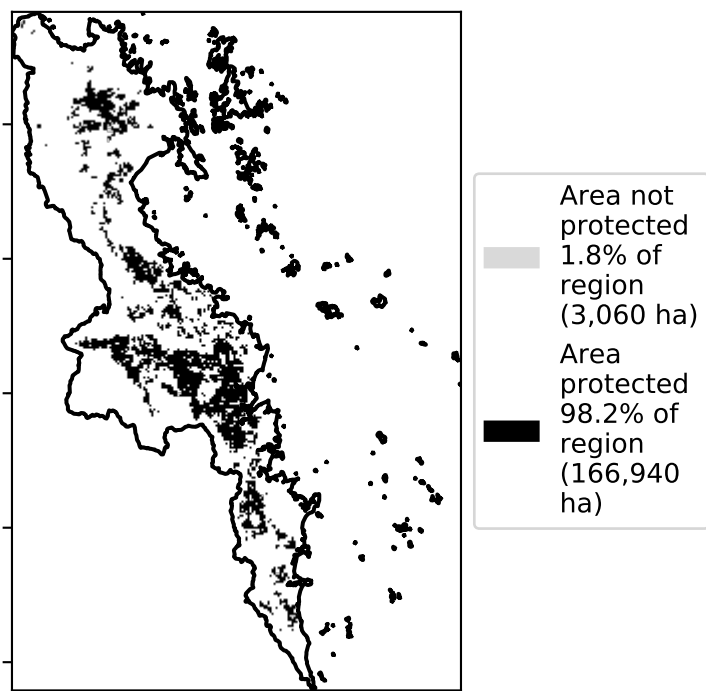 Area not
protected
1.8% of
region
(3,060 ha)
Area
protected
98.2% of
region
(166,940
ha)